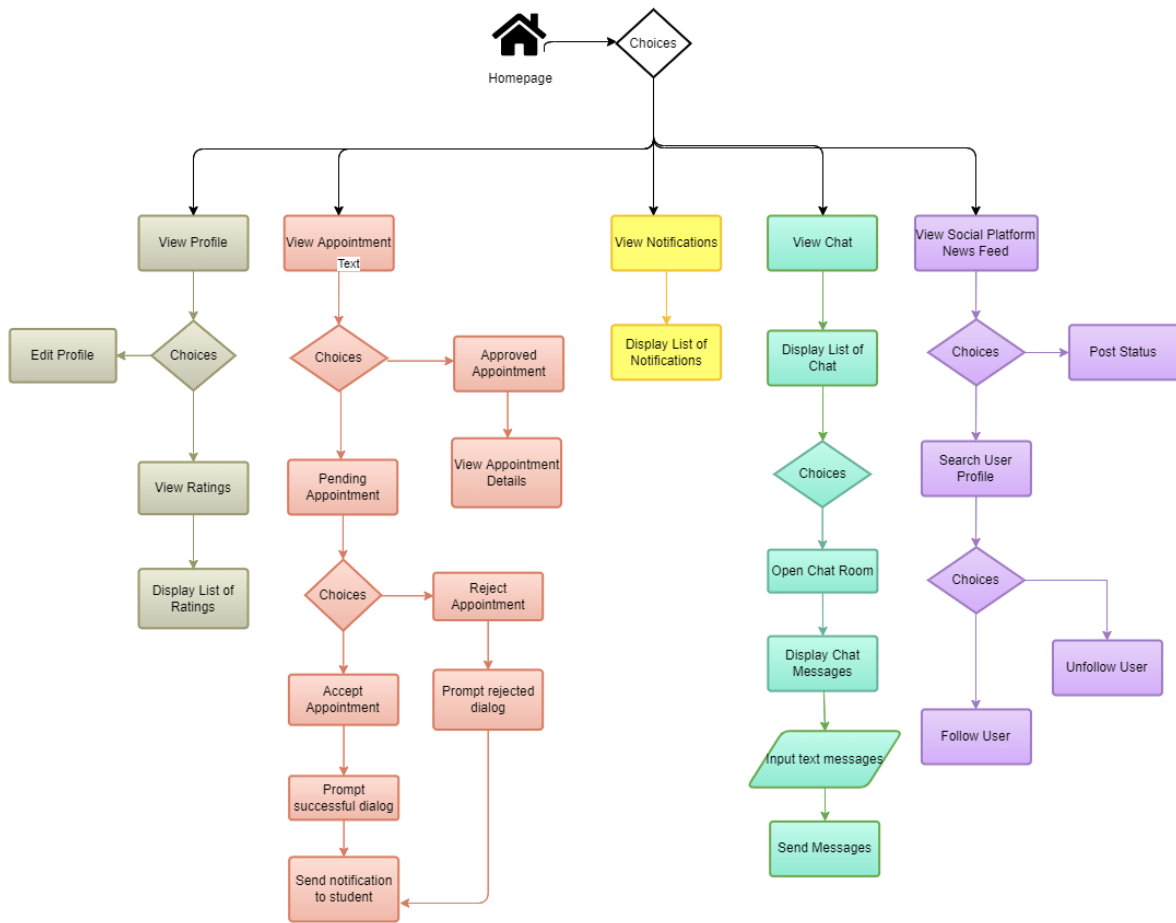 Choices
Homepage
View Profile
View Appointment
Text
View Notifications
View Chat
View Social Platform
News Feed
Edit Profile
Choices
Choices
Approved
Appointment
Display List of
Notifications
Display List of
Chat
Choices
Post Status
View Ratings
Pending
Appointment
View Appointment
Details
Choices
Search User
Profile
Display List of
Ratings
Choices
Reject
Appointment
Open Chat Room
Choices
Accept
Appointment
Prompt rejected
dialog
Display Chat
Messages
Unfollow User
Follow User
Input text messages
Prompt
successful dialog
Send Messages
Send notification
to student